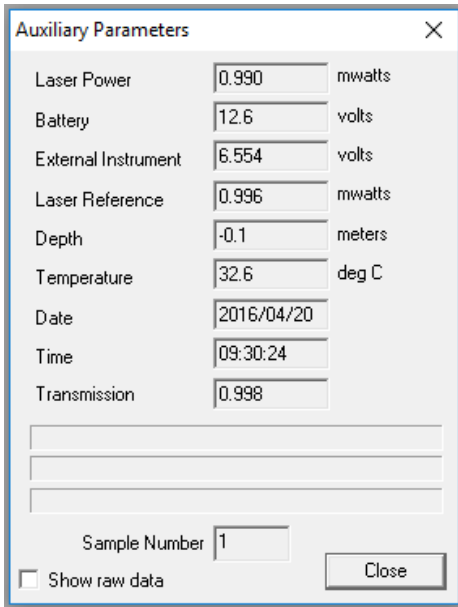 Auxiliary Parameters
Laser Power 0.990 mwatts
Battery 12.6 volts
External Instrument 6.554 volts
Laser Reference 0.996 mwatts
Depth -0.1 meters
Temperature 32.6 deg C
Date 2016/04/20
Time 09:30:24
Transmission 0.998
Sample Number 1
Show raw data Close